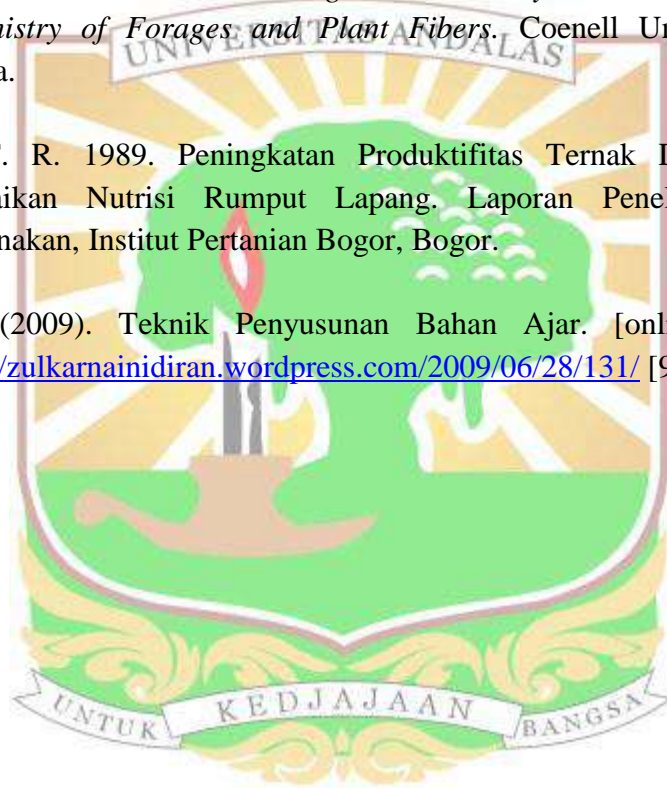 istry of Forages and Plant Fibers. Coenell Un
UNIVERSITAS ANDALAS
a.
. R. 1989. Peningkatan Produktifitas Ternak
aikan Nutrisi Rumput Lapang. Laporan Penel
nakan, Institut Pertanian Bogor, Bogor.
(2009). Teknik Penyusunan Bahan Ajar. [onli
/zulkarnainidiran.wordpress.com/2009/06/28/131/ [9
UNTUK KEDJAJAAN BANGSA